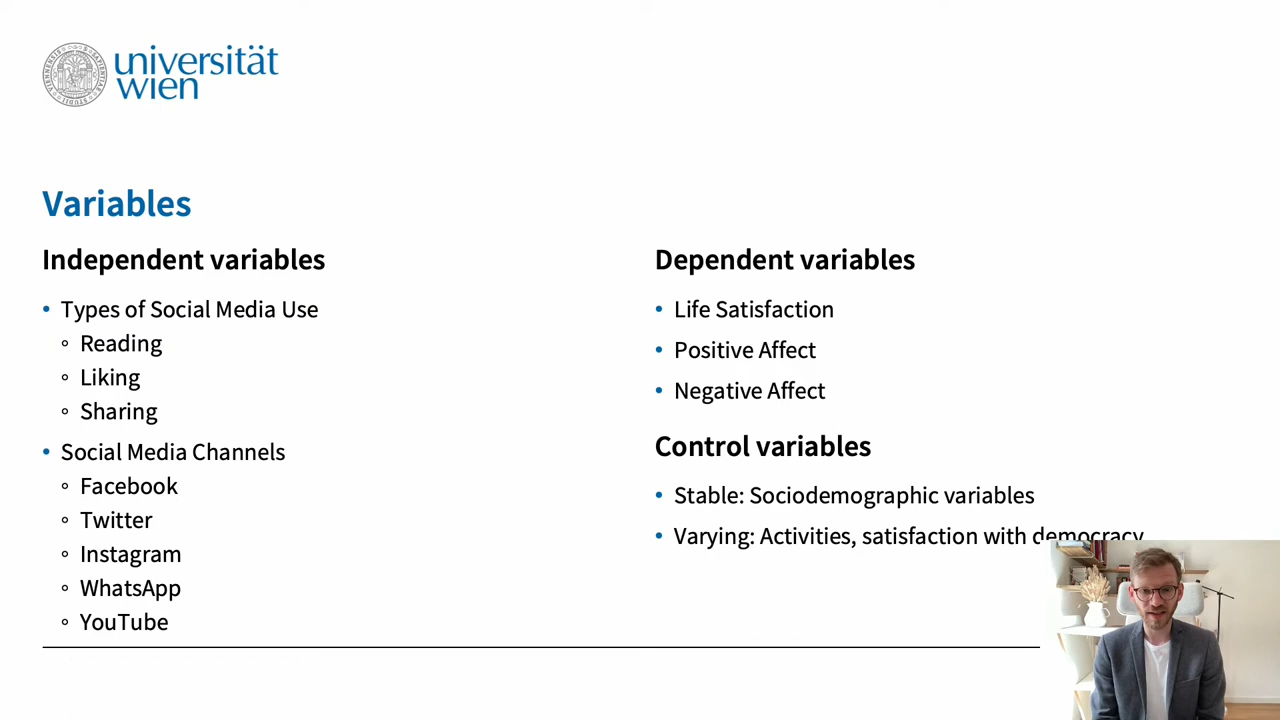 universität
wien
Variables
Independent variables
• Types of Social Media Use
◦ Reading
◦ Liking
◦ Sharing
• Social Media Channels
◦ Facebook
◦ Twitter
◦ Instagram
◦ WhatsApp
◦ YouTube
Dependent variables
• Life Satisfaction
• Positive Affect
• Negative Affect
Control variables
• Stable: Sociodemographic variables
• Varying: Activities, satisfaction with democracy